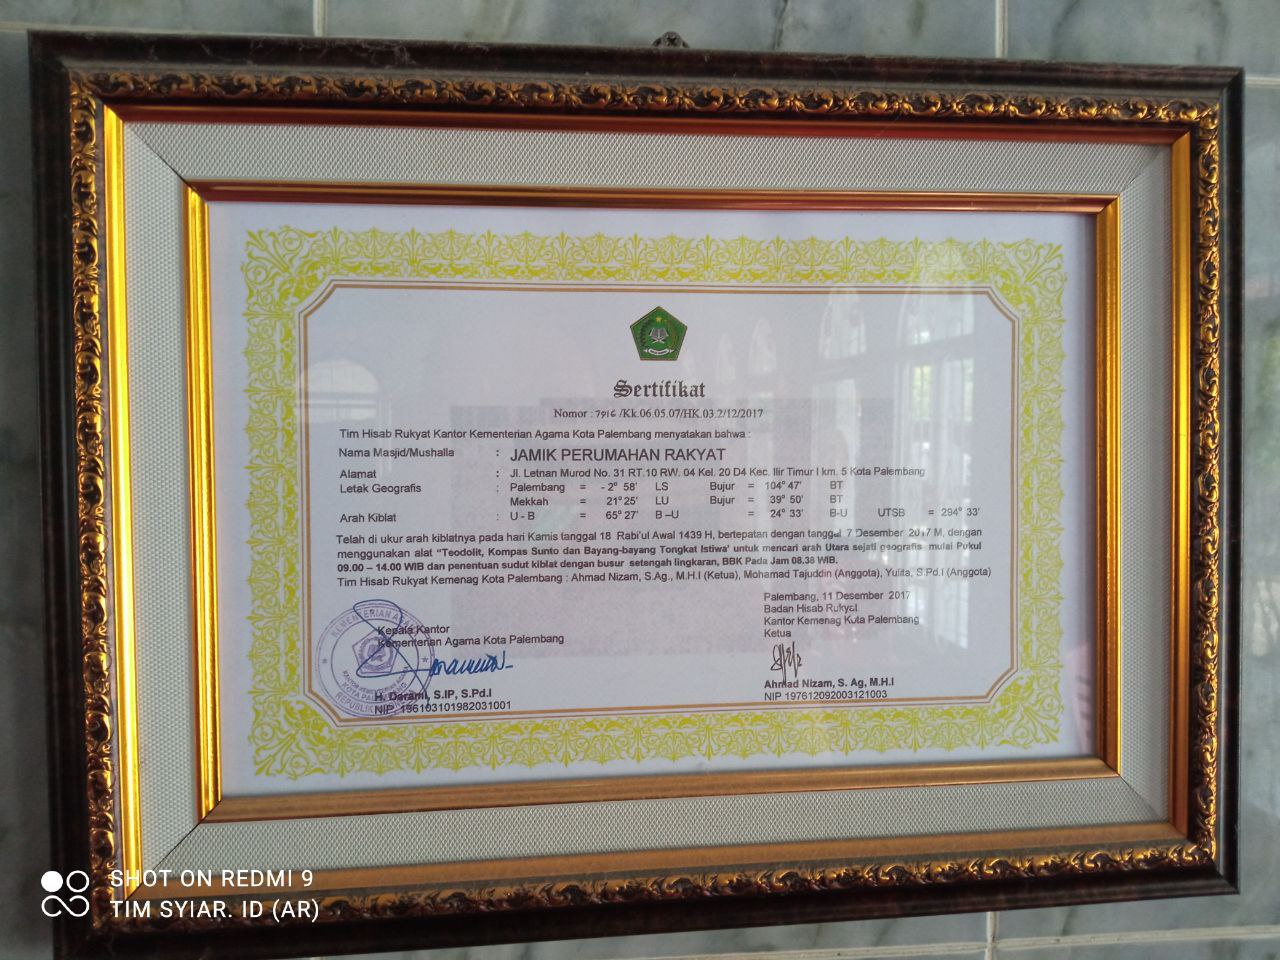 Sertifikat
Nomor : 7916 /Kk.06.05.07/HK.03.2/12/2017
Tim Hisab Rukyat Kantor Kementerian Agama Kota Palembang menyatakan bahwa :
Nama Masjid/Mushalla : JAMIK PERUMAHAN RAKYAT
Alamat : Jl. Letnan Murod No. 31 RT.10 RW. 04 Kel. 20 D4 Kec. Ilir Timur I km. 5 Kota Palembang
Letak Geografis : Palembang = - 2° 58' LS Bujur = 104° 47' BT
Mekkah = 21° 25' LU Bujur = 39° 50' BT
Arah Kiblat : U - B = 65° 27' B –U = 24° 33' B-U UTSB = 294° 33'
Telah di ukur arah kiblatnya pada hari Kamis tanggal 18 Rabi'ul Awal 1439 H, bertepatan dengan tanggal 7 Desember 2017 M, dengan
menggunakan alat "Teodolit, Kompas Sunto dan Bayang-bayang Tongkat Istiwa' untuk mencari arah Utara sejati geografis mulai Pukul
09.00 – 14.00 WIB dan penentuan sudut kiblat dengan busur setengah lingkaran, BBK Pada Jam 08.38 WIB.
Tim Hisab Rukyat Kemenag Kota Palembang : Ahmad Nizam, S.Ag., M.H.I (Ketua), Mohamad Tajuddin (Anggota), Yulita, S.Pd.I (Anggota)
Palembang, 11 Desember 2017
Badan Hisab Rukyat
Kantor Kemenag Kota Palembang
Ketua
Ahmad Nizam, S. Ag, M.H.I
NIP 197612092003121003
Kepala Kantor
Kementerian Agama Kota Palembang
H. Darami, S.IP, S.Pd.I
NIP. 196103101982031001
KEMENTERIAN AGAMA
KOTA PALEMBANG
REPUBLIK
SHOT ON REDMI 9
TIM SYIAR. ID (AR)